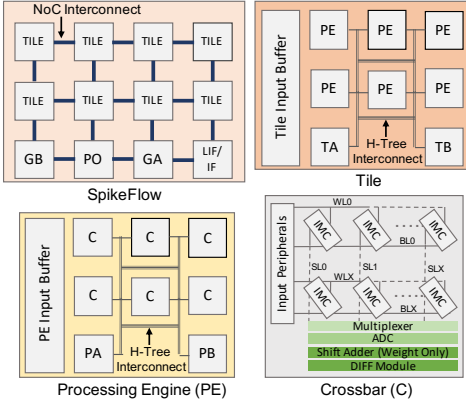 NoC Interconnect
TILE TILE TILE TILE
TILE TILE TILE TILE
GB PO GA LIF/
IF
SpikeFlow
Tile Input Buffer
PE PE PE
PE PE PE
TA TB
H-Tree
Interconnect
Tile
PE Input Buffer
C C C
C C C
PA PB
H-Tree
Interconnect
Processing Engine (PE)
Input Peripherals
WL0
IMC IMC IMC
BL0
SL0 SL1 SLX
WLX
IMC IMC IMC
BLX
Multiplexer
ADC
Shift Adder (Weight Only)
DIFF Module
Crossbar (C)